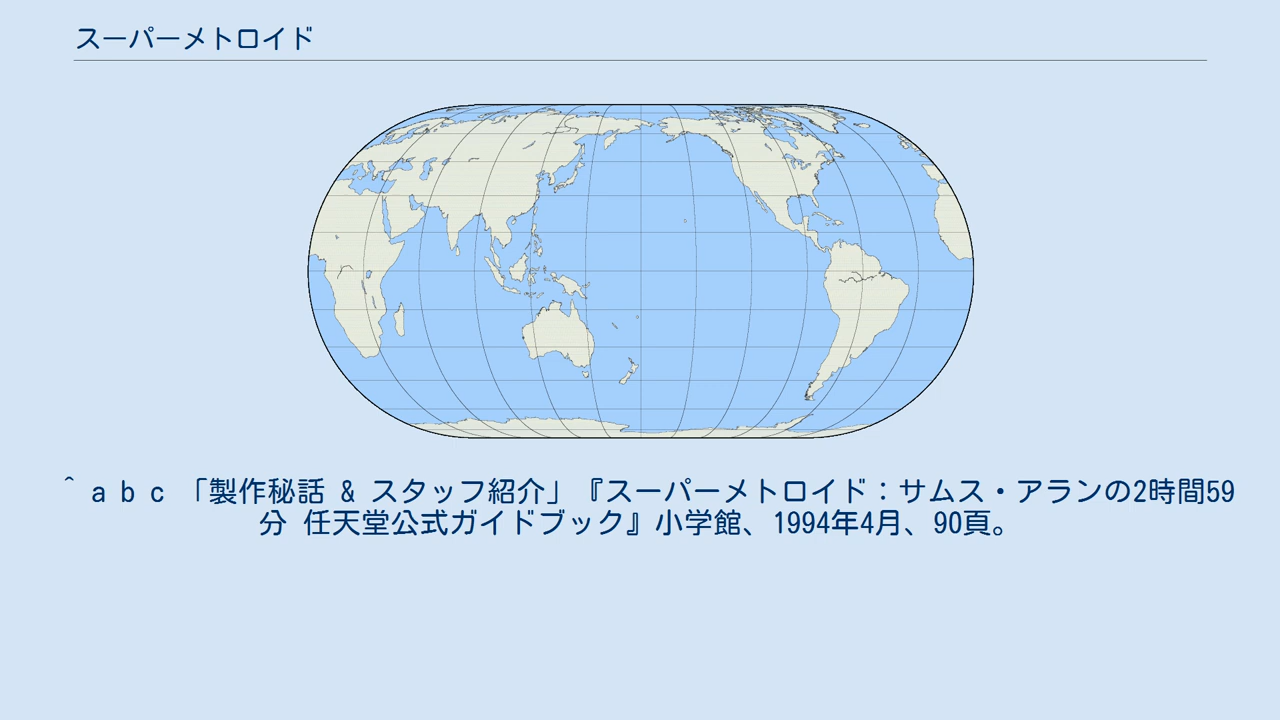 スーパーメトロイド
^ a b c 「製作秘話 & スタッフ紹介」『スーパーメトロイド：サムス・アランの2時間59
分 任天堂公式ガイドブック』小学館、1994年4月、90頁。